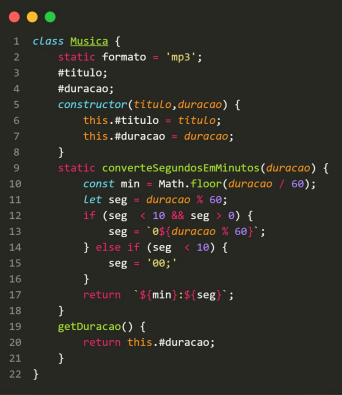 1 class Musica {
2     static formato = 'mp3';
3     #titulo;
4     #duracao;
5     constructor(titulo,duracao) {
6         this.#titulo = titulo;
7         this.#duracao = duracao;
8     }
9     static converteSegundosEmMinutos(duracao) {
10         const min = Math.floor(duracao / 60);
11         let seg = duracao % 60;
12         if (seg  < 10 && seg > 0) {
13             seg = `0${duracao % 60}`;
14         } else if (seg  < 10) {
15             seg = '00;'
16         }
17         return  `${min}:${seg}`;
18     }
19     getDuracao() {
20         return this.#duracao;
21     }
22 }